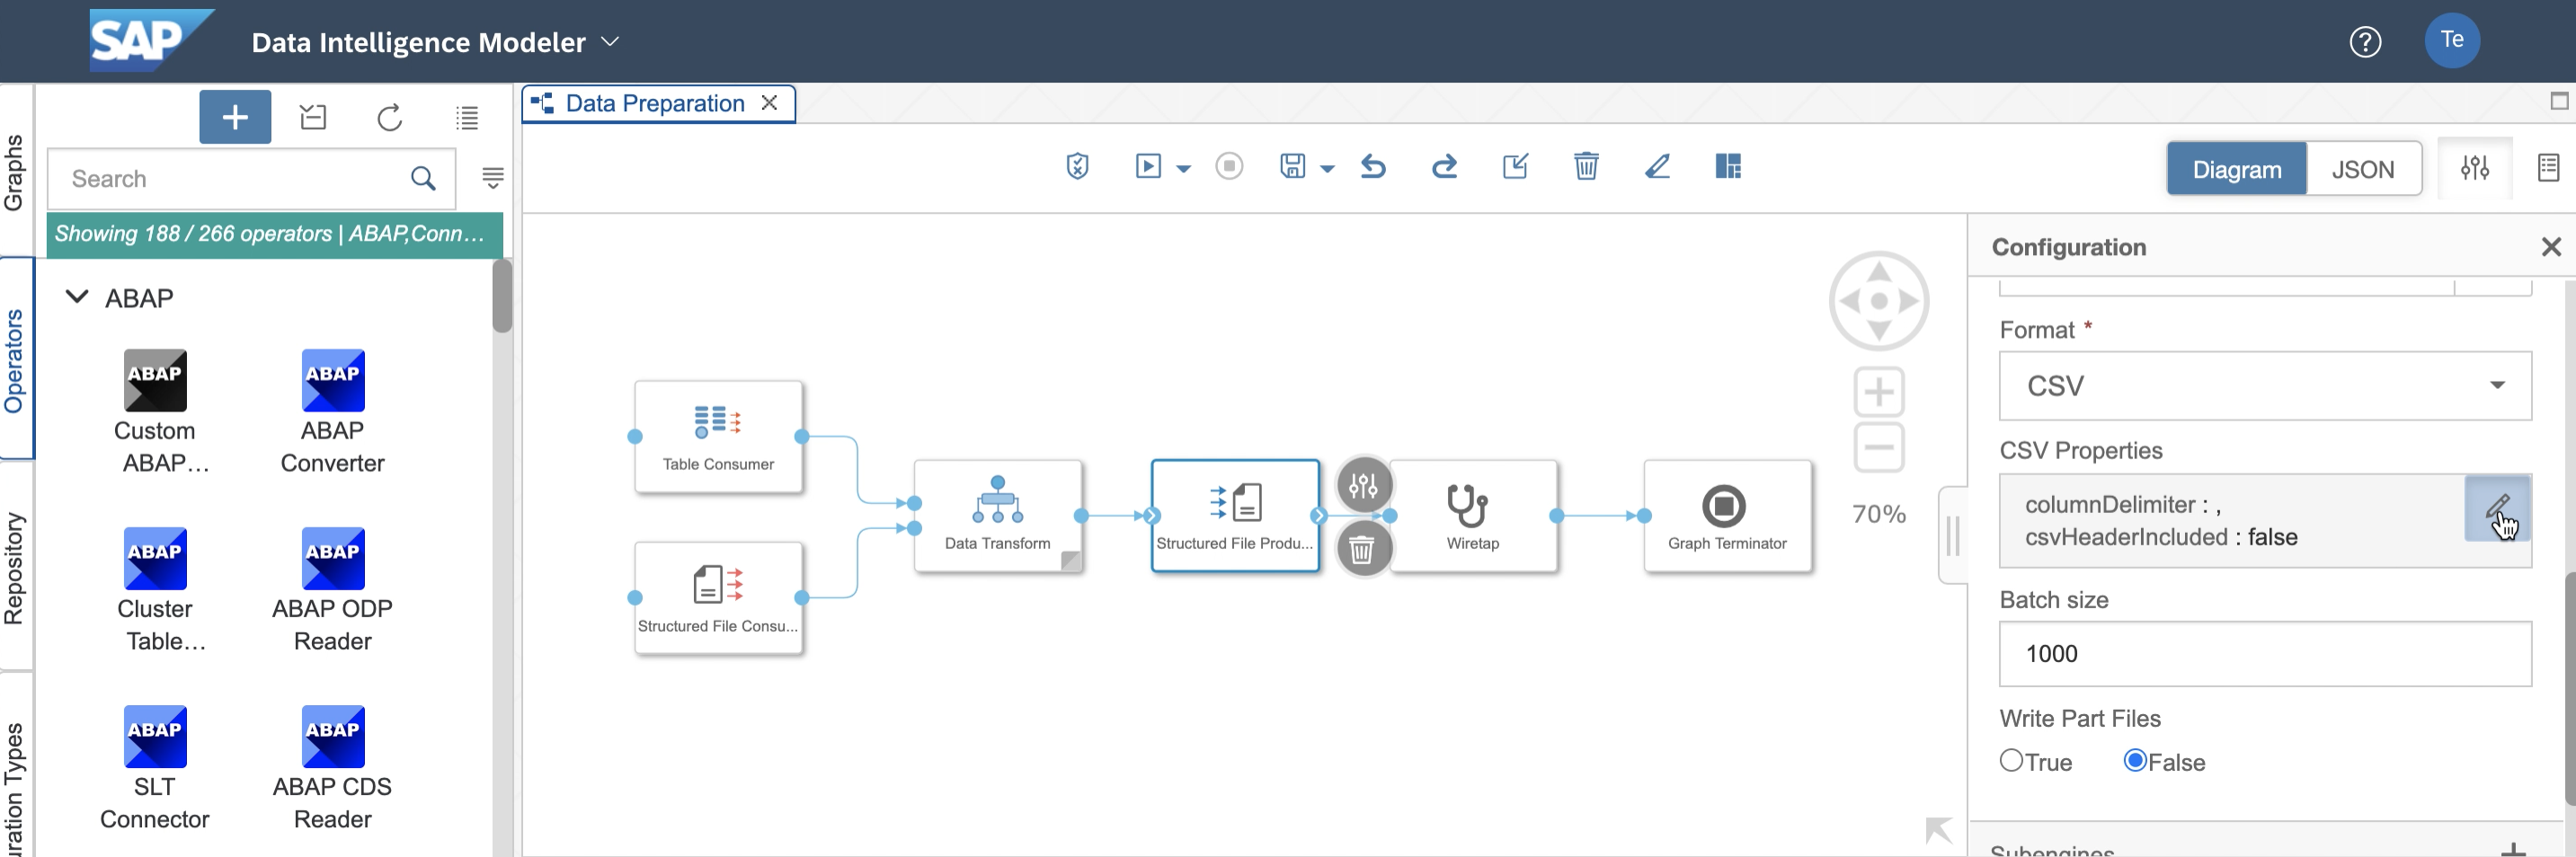 SAP
Data Intelligence Modeler
Te
Graphs
Operators
Repository
uration Types
Search
Showing 188 / 266 operators | ABAP,Conn...
ABAP
ABAP
Custom
ABAP...
ABAP
ABAP
Converter
ABAP
Cluster
Table...
ABAP
ABAP ODP
Reader
ABAP
SLT
Connector
ABAP
ABAP CDS
Reader
Data Preparation
Diagram
JSON
Table Consumer
Structured File Consu...
Data Transform
Structured File Produ...
Wiretap
Graph Terminator
70%
Configuration
Format *
CSV
CSV Properties
columnDelimiter : ,
csvHeaderIncluded : false
Batch size
1000
Write Part Files
True
False
Subengines